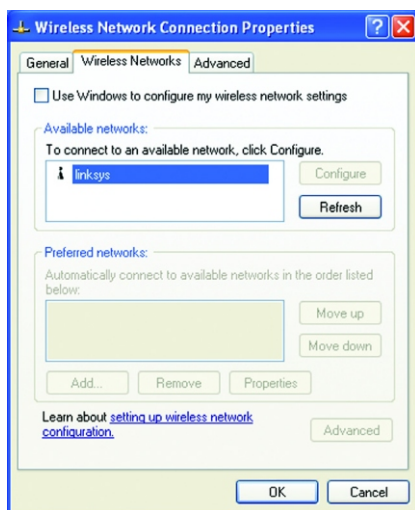 Wireless Network Connection Properties
General Wireless Networks Advanced
Use Windows to configure my wireless network settings
Available networks:
To connect to an available network, click Configure.
linksys
Configure
Refresh
Preferred networks:
Automatically connect to available networks in the order listed
below:
Move up
Move down
Add... Remove Properties
Learn about setting up wireless network
configuration.
Advanced
OK Cancel